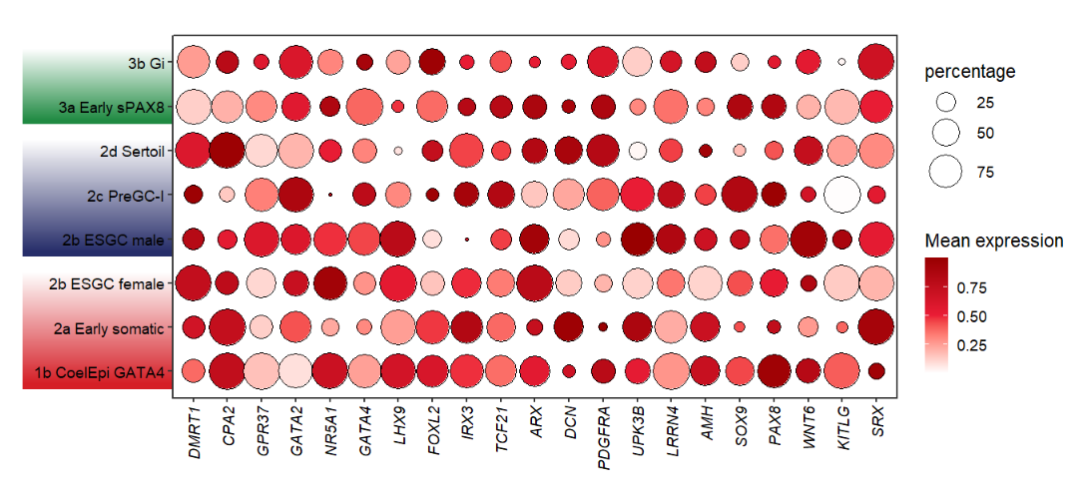 3b Gi
3a Early sPAX8
2d Sertoil
2c PreGC-I
2b ESGC male
2b ESGC female
2a Early somatic
1b CoelEpi GATA4
DMRT1
CPA2
GPR37
GATA2
NR5A1
GATA4
LHX9
FOXL2
IRX3
TCF21
ARX
DCN
PDGFRA
UPK3B
LRRN4
AMH
SOX9
PAX8
WNT6
KITLG
SRX
percentage
25
50
75
Mean expression
0.75
0.50
0.25